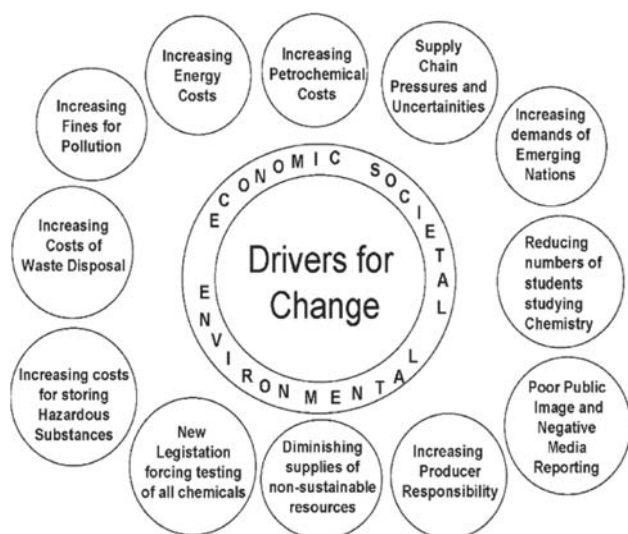 Increasing
Energy
Costs
Increasing
Petrochemical
Costs
Supply
Chain
Pressures and
Uncertainities
Increasing
Fines for
Pollution
Increasing
demands of
Emerging
Nations
ECONOMIC SOCIETAL
ENVIRONMENTAL
Drivers for
Change
Increasing
Costs of
Waste Disposal
Reducing
numbers of
students
studying
Chemistry
Increasing costs
for storing
Hazardous
Substances
Poor Public
Image and
Negative
Media
Reporting
New
Legistation
forcing testing
of all chemicals
Diminishing
supplies of
non-sustainable
resources
Increasing
Producer
Responsibility